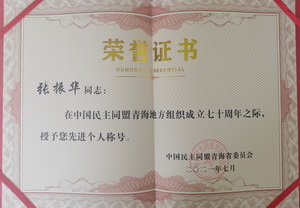 荣誉证书
HONORARY CREDENTIAL
张振华同志:
在中国民主同盟青海地方组织成立七十周年之际,
授予您先进个人称号。
中国民主同盟青海省委员会
二〇二一年七月